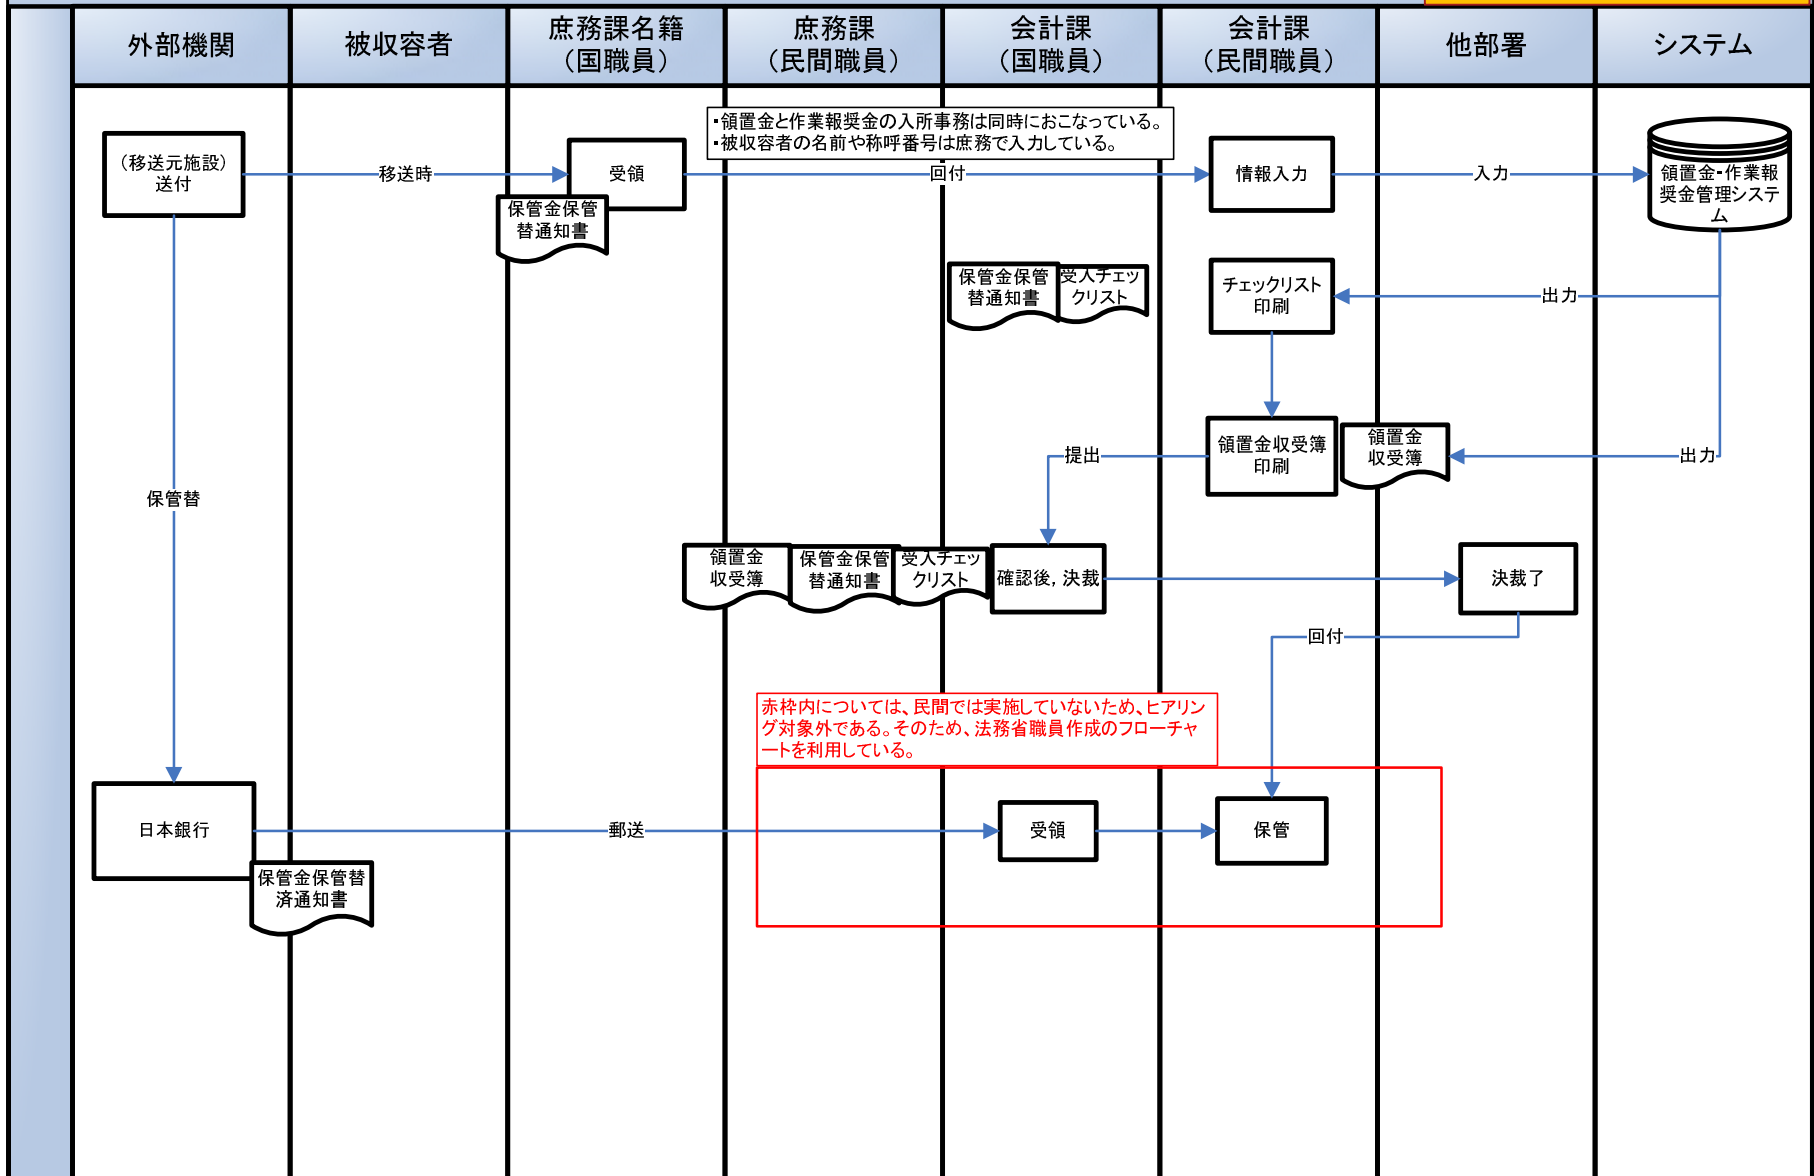 外部機関
被収容者
庶務課名籍
（国職員）
庶務課
（民間職員）
会計課
（国職員）
会計課
（民間職員）
他部署
システム
・領置金と作業報奨金の入所事務は同時におこなっている。
・被収容者の名前や称呼番号は庶務で入力している。
（移送元施設）
送付
移送時
受領
保管金保管
替通知書
回付
情報入力
入力
領置金・作業報
奨金管理システ
ム
保管金保管
替通知書
受入チェッ
クリスト
チェックリスト
印刷
出力
提出
領置金収受簿
印刷
領置金
収受簿
出力
保管替
領置金
収受簿
保管金保管
替通知書
受入チェッ
クリスト
確認後，決裁
決裁了
回付
赤枠内については、民間では実施していないため、ヒアリン
グ対象外である。そのため、法務省職員作成のフローチャ
ートを利用している。
日本銀行
郵送
受領
保管
保管金保管替
済通知書